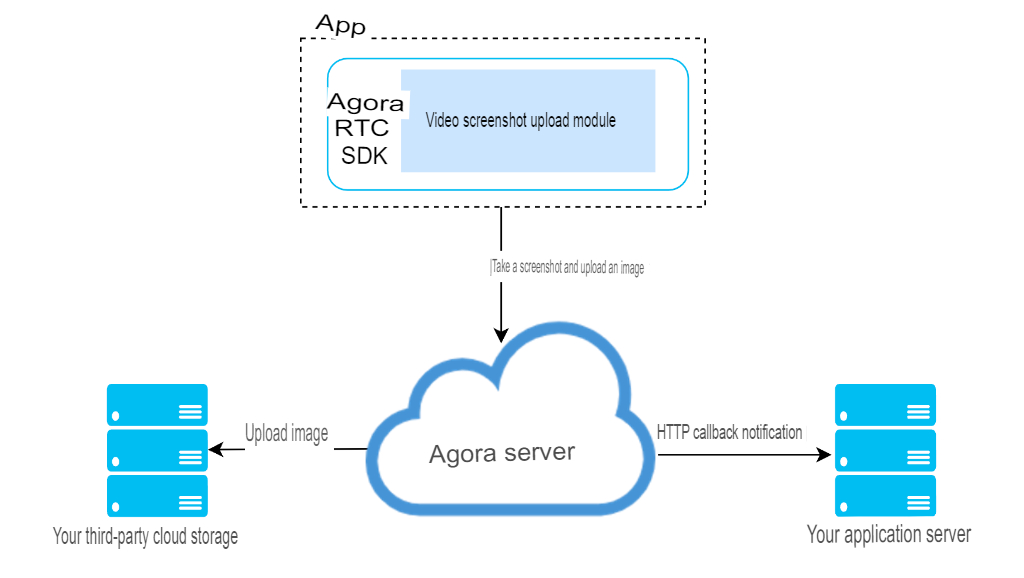 App
Agora
RTC
SDK
Video screenshot upload module
|Take a screenshot and upload an image
Upload image
Agora server
HTTP callback notification
Your third-party cloud storage
Your application server